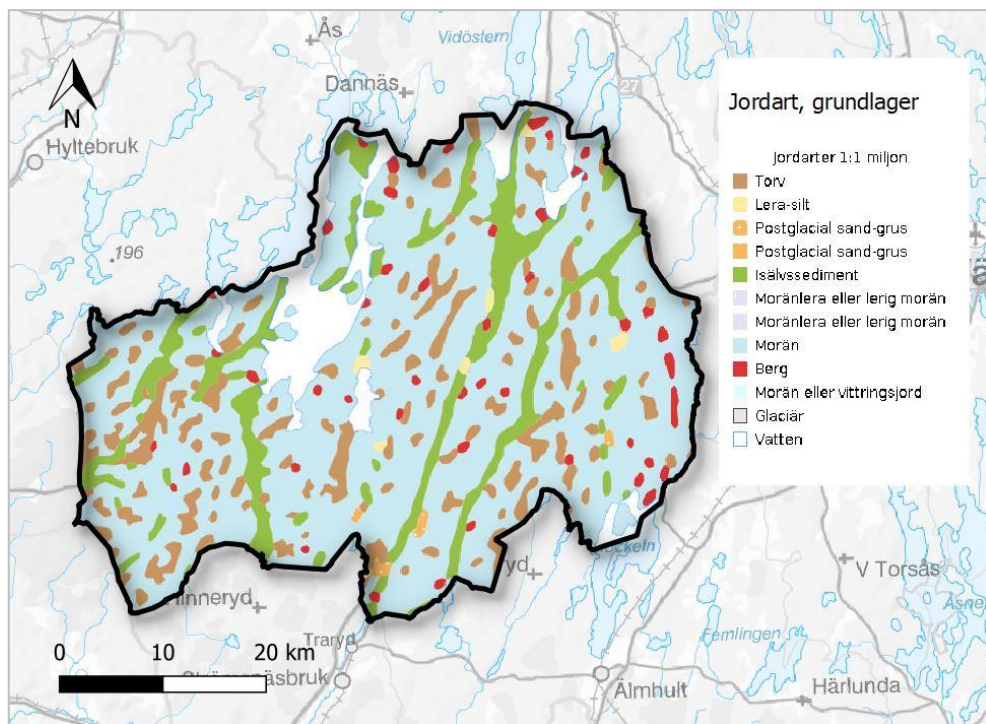 Ås
Vidöstern
Dannäs
27
N
Hyltebruk
196
Jordart, grundlager
Jordarter 1:1 miljon
Torv
Lera-silt
Postglacial sand-grus
Postglacial sand-grus
Isälvssediment
Moränlera eller lerig morän
Moränlera eller lerig morän
Morän
Berg
Morän eller vittringsjord
Glaciär
Vatten
V Torsås
Traryd
Femlingen
0 10 20 km
Älmhult
Härlunda